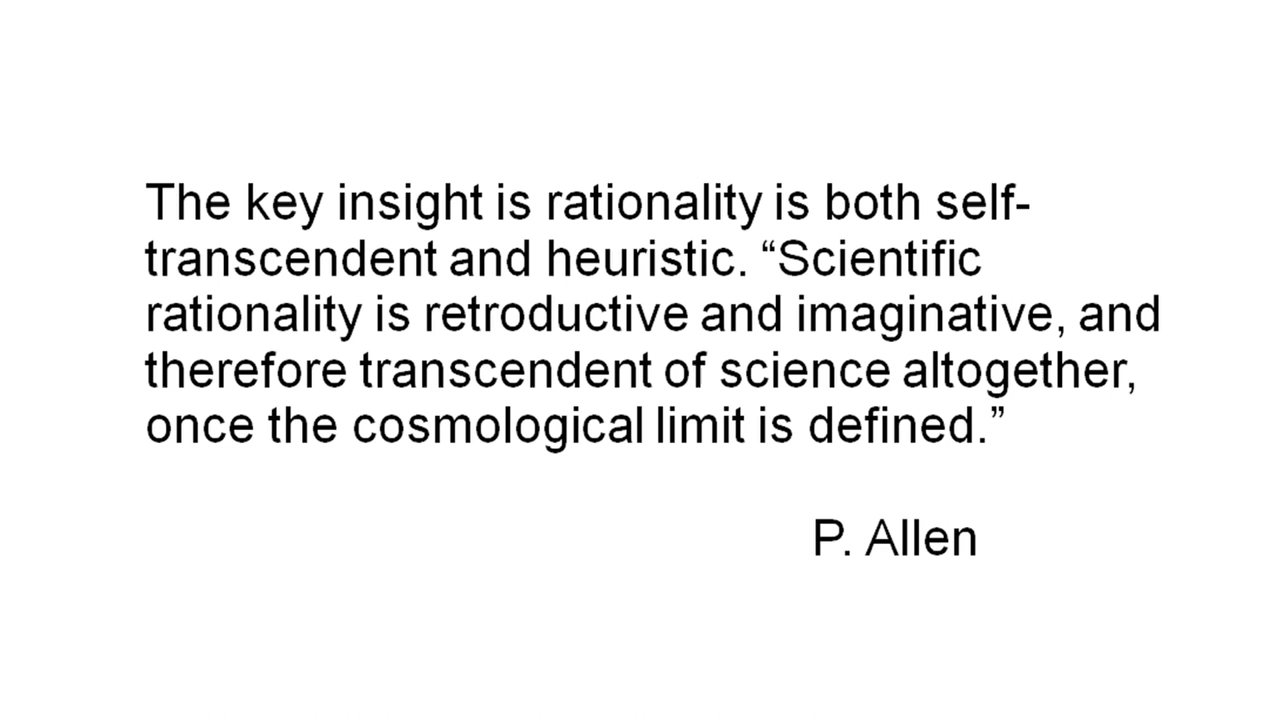 The key insight is rationality is both self-
transcendent and heuristic. “Scientific
rationality is retroductive and imaginative, and
therefore transcendent of science altogether,
once the cosmological limit is defined.”
P. Allen